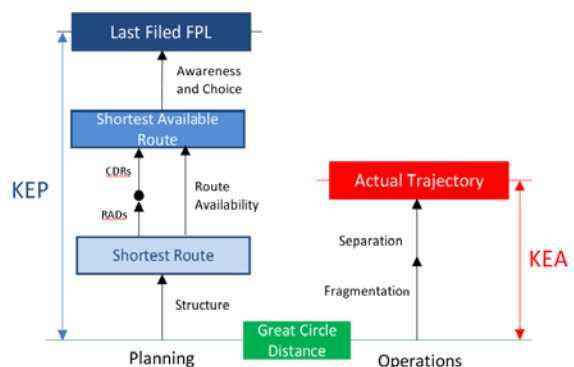 Last Filed FPL
Awareness
and Choice
Shortest Available
Route
CDRs
RADs
Route
Availability
KEP
Shortest Route
Structure
Actual Trajectory
Separation
KEA
Fragmentation
Great Circle
Distance
Planning
Operations